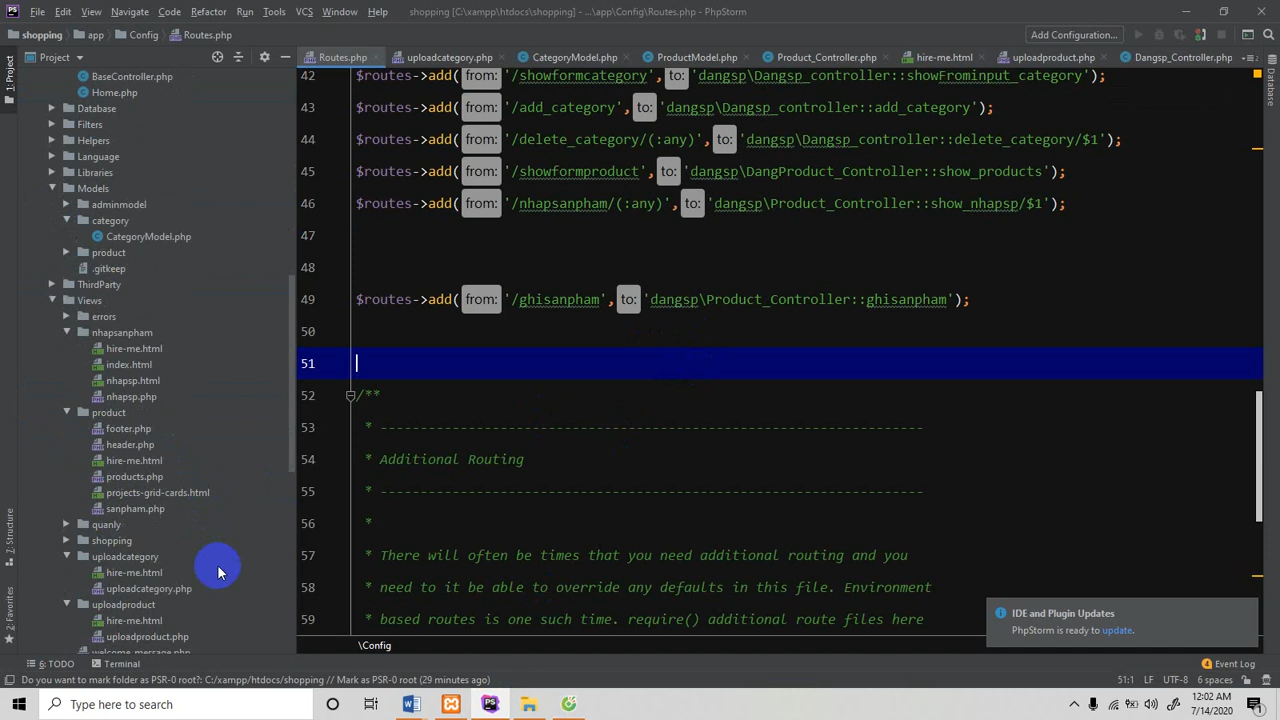 File Edit View Navigate Code Refactor Run Tools VCS Window Help shopping [C:\xampp\htdocs\shopping] - ...\app\Config\Routes.php - PhpStorm
shopping app Config Routes.php Add Configuration...
Project Routes.php uploadcategory.php CategoryModel.php ProductModel.php Product_Controller.php hire-me.html uploadproduct.php Dangsp_controller.php
1: Project
Database
7: Structure
2: Favorites
BaseController.php
Home.php
Database
Filters
Helpers
Language
Libraries
Models
adminmodel
category
CategoryModel.php
product
.gitkeep
ThirdParty
Views
errors
nhapsanpham
hire-me.html
index.html
nhapsp.html
nhapsp.php
product
footer.php
header.php
hire-me.html
products.php
projects-grid-cards.html
sanpham.php
quanly
shopping
uploadcategory
hire-me.html
uploadcategory.php
uploadproduct
hire-me.html
uploadproduct.php
welcome_message.php
42 $routes->add( from: '/showformcategory', to: 'dangsp\Dangsp_controller::showFrominput_category');
43 $routes->add( from: '/add_category', to: 'dangsp\Dangsp_controller::add_category');
44 $routes->add( from: '/delete_category/(:any)', to: 'dangsp\Dangsp_controller::delete_category/$1');
45 $routes->add( from: '/showformproduct', to: 'dangsp\DangProduct_Controller::show_products');
46 $routes->add( from: '/nhapsanpham/(:any)', to: 'dangsp\Product_Controller::show_nhapsp/$1');
47
48
49 $routes->add( from: '/ghisanpham', to: 'dangsp\Product_Controller::ghisanpham');
50
51
52 /**
53 * --------------------------------------------------------------------
54 * Additional Routing
55 * --------------------------------------------------------------------
56 *
57 * There will often be times that you need additional routing and you
58 * need to it be able to override any defaults in this file. Environment
59 * based routes is one such time. require() additional route files here
IDE and Plugin Updates
PhpStorm is ready to update.
\Config
6: TODO Terminal Event Log
Do you want to mark folder as PSR-0 root?: C:/xampp/htdocs/shopping // Mark as PSR-0 (29 minutes ago) 51:1 LF UTF-8 6 spaces
Type here to search
12:02 AM
7/14/2020